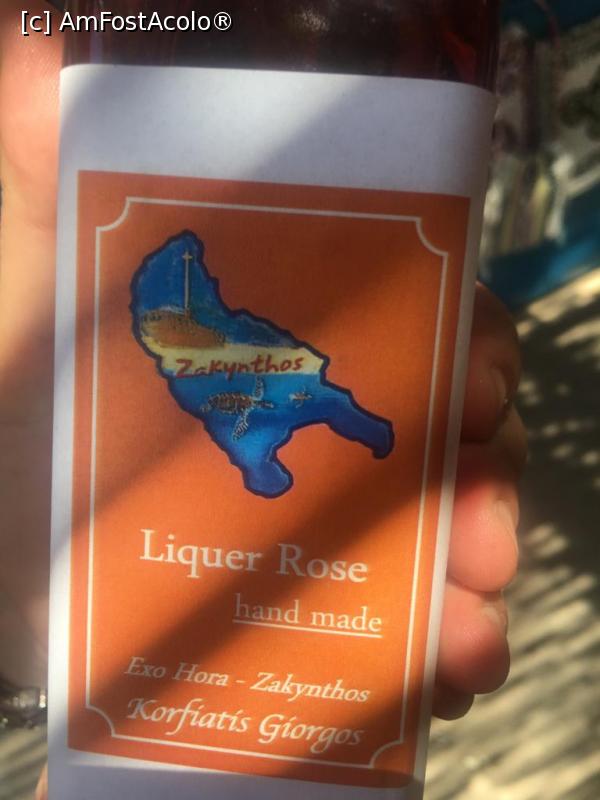 [c] AmFostAcolo®
Zakynthos
Liquer Rose
hand made
Exo Hora - Zakynthos
Korfiatis Giorgos